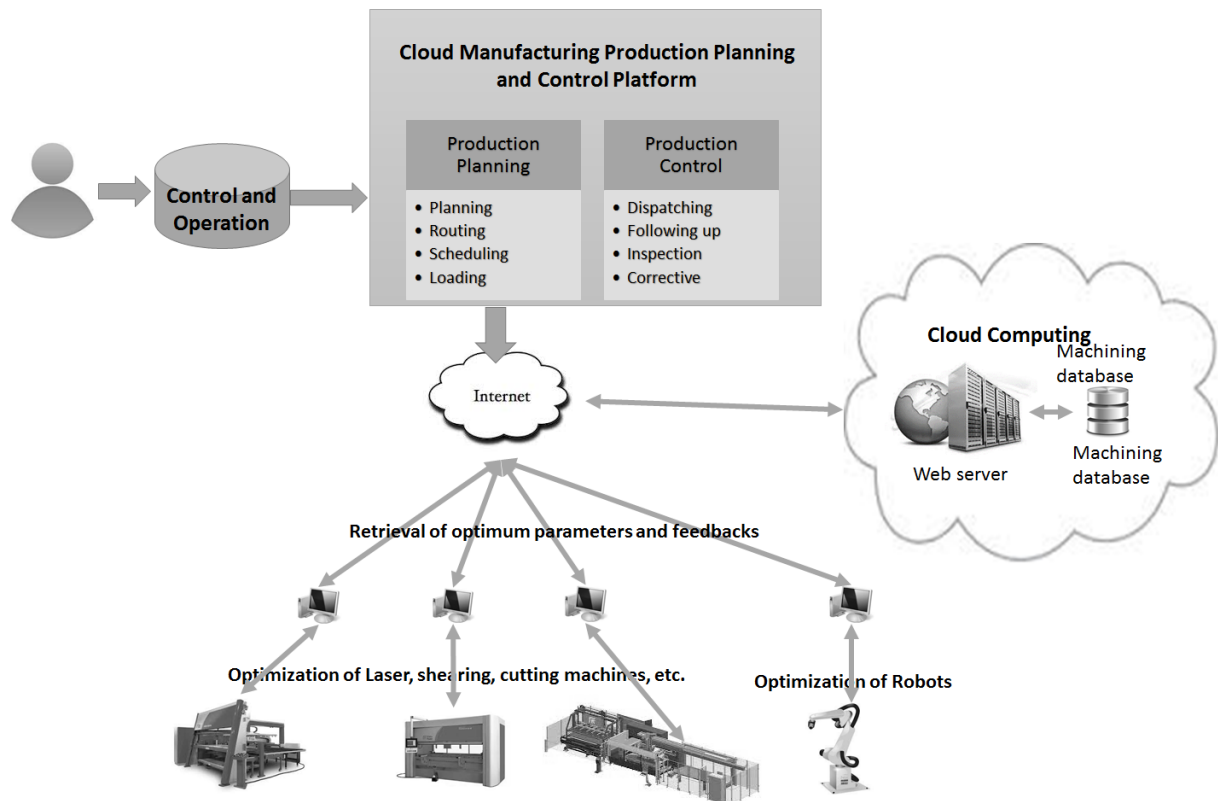 Cloud Manufacturing Production Planning
and Control Platform
Production
Planning
• Planning
• Routing
• Scheduling
• Loading
Production
Control
• Dispatching
• Following up
• Inspection
• Corrective
Control and
Operation
Internet
Cloud Computing
Machining
database
Web server
Machining
database
Retrieval of optimum parameters and feedbacks
Optimization of Laser, shearing, cutting machines, etc.
Optimization of Robots